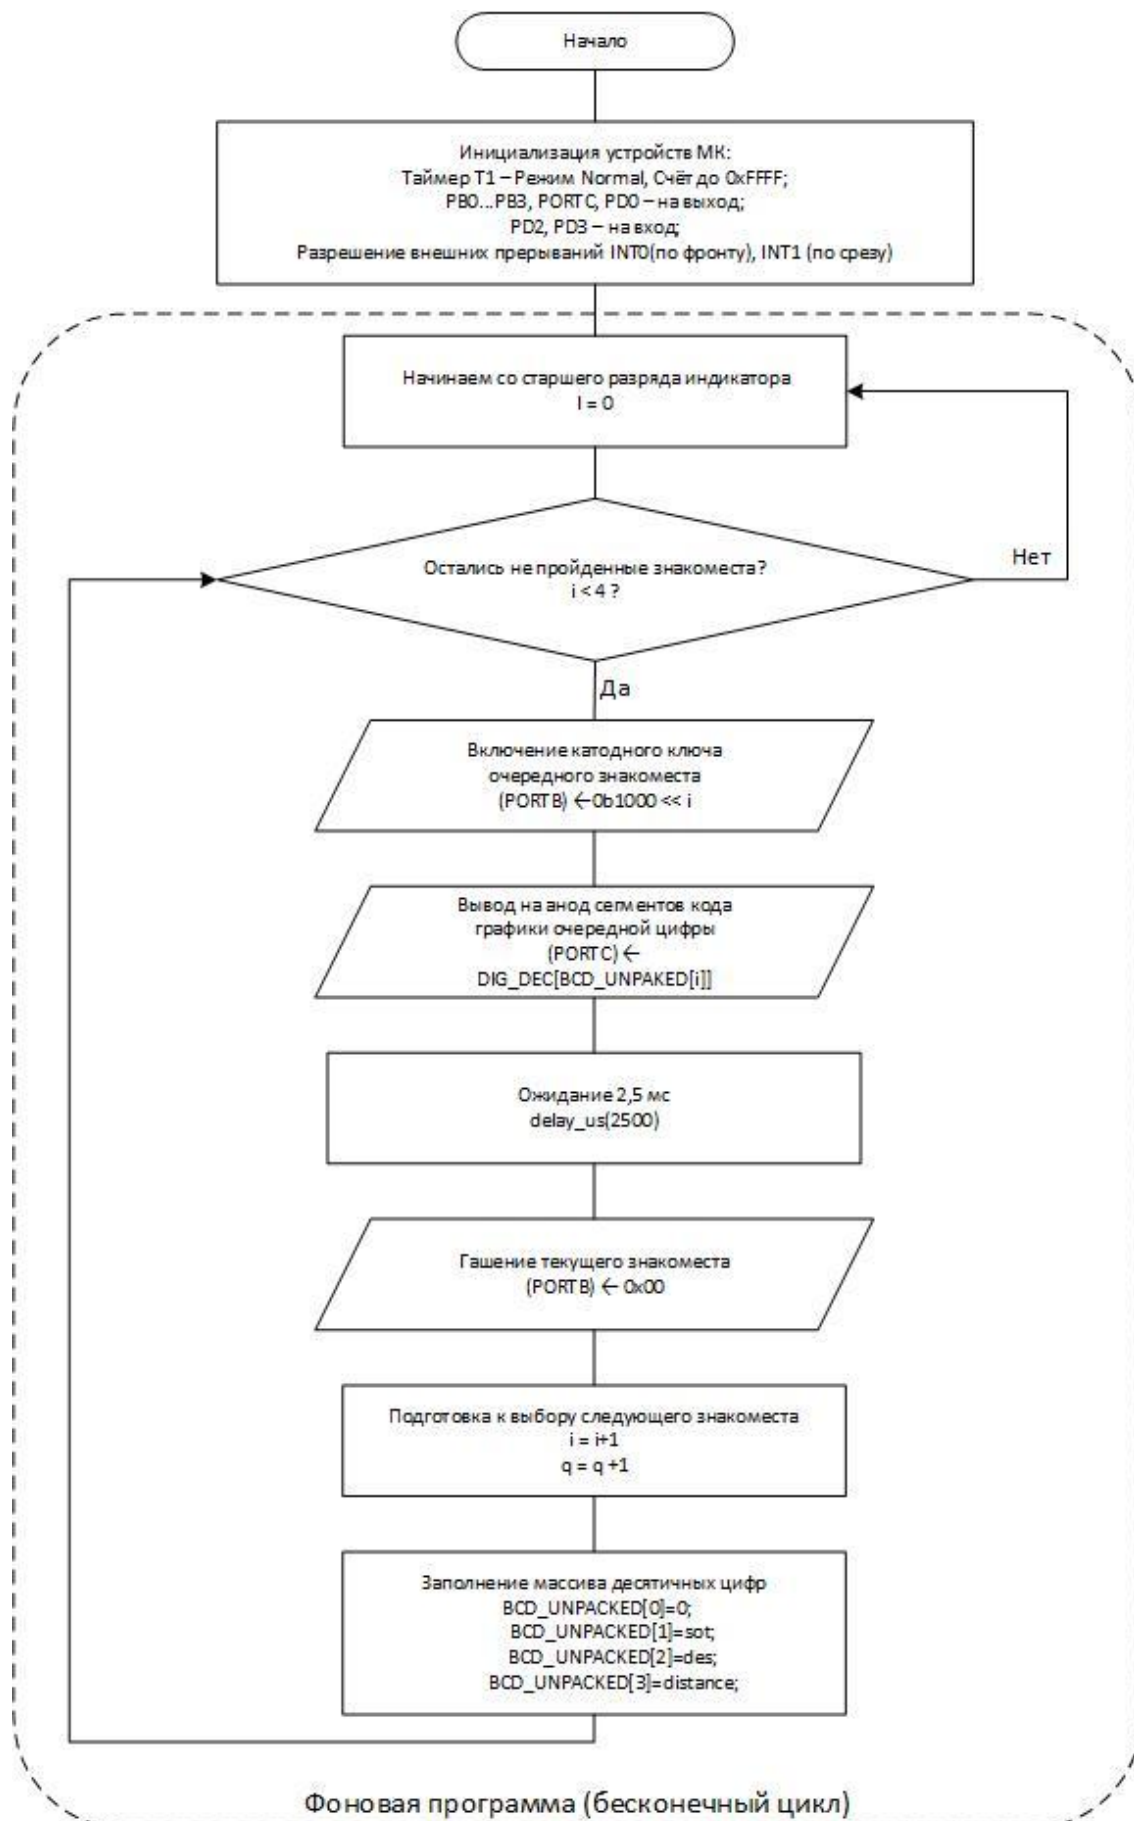 Начало
Инициализация устройств МК:
Таймер Т1 – Режим Normal, Счёт до 0xFFFF;
PB0...PB3, PORTC, PD0 – на выход;
PD2, PD3 – на вход;
Разрешение внешних прерываний INT0(по фронту), INT1 (по срезу)
Начинаем со старшего разряда индикатора
I = 0
Остались не пройденные знакоместа?
i < 4 ?
Нет
Да
Включение катодного ключа
очередного знакоместа
(PORTB) ←0b1000 << i
Вывод на анод сегментов кода
графики очередной цифры
(PORTC) ←
DIG_DEC[BCD_UNPAKED[i]]
Ожидание 2,5 мс
delay_us(2500)
Гашение текущего знакоместа
(PORTB) ← 0x00
Подготовка к выбору следующего знакоместа
i = i+1
q = q +1
Заполнение массива десятичных цифр
BCD_UNPACKED[0]=0;
BCD_UNPACKED[1]=sot;
BCD_UNPACKED[2]=des;
BCD_UNPACKED[3]=distance;
Фоновая программа (бесконечный цикл)